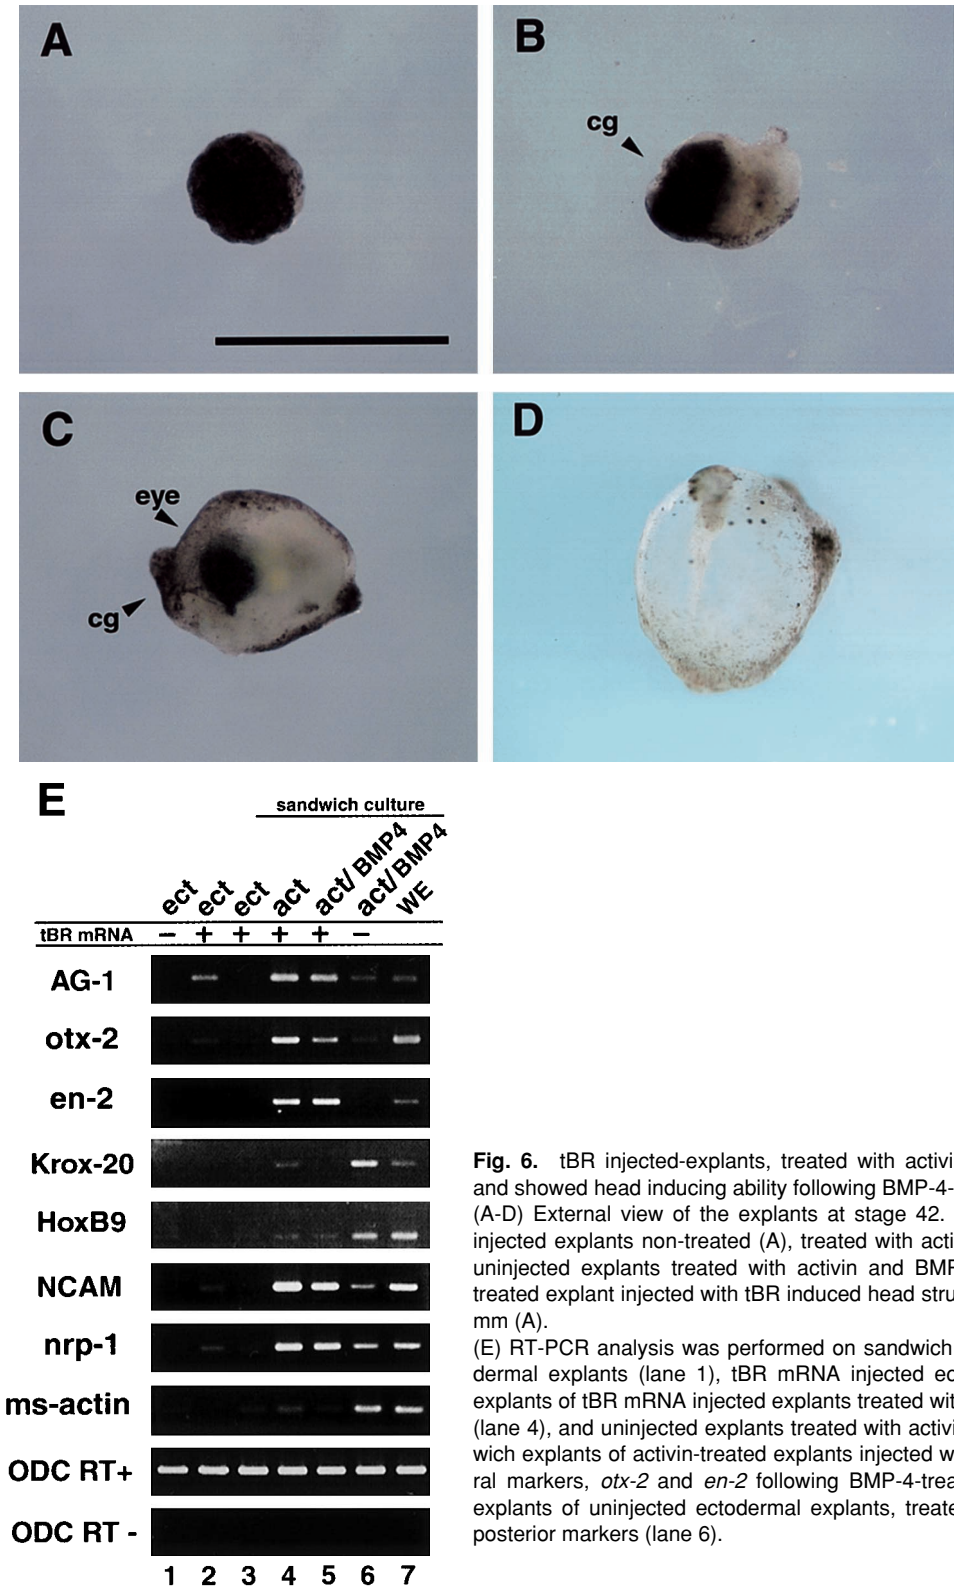 A
B
cg
C
eye
cg
D
E
sandwich culture
ect ect ect act act/ BMP4 act/ BMP4 WE
tBR mRNA − + + + + −
AG-1
otx-2
en-2
Krox-20
HoxB9
NCAM
nrp-1
ms-actin
ODC RT+
ODC RT -
1 2 3 4 5 6 7
Fig. 6. tBR injected-explants, treated with activi
and showed head inducing ability following BMP-4-
(A-D) External view of the explants at stage 42.
injected explants non-treated (A), treated with acti
uninjected explants treated with activin and BMP
treated explant injected with tBR induced head stru
mm (A).
(E) RT-PCR analysis was performed on sandwich
dermal explants (lane 1), tBR mRNA injected ec
explants of tBR mRNA injected explants treated wit
(lane 4), and uninjected explants treated with activi
wich explants of activin-treated explants injected w
ral markers, otx-2 and en-2 following BMP-4-trea
explants of uninjected ectodermal explants, treate
posterior markers (lane 6).